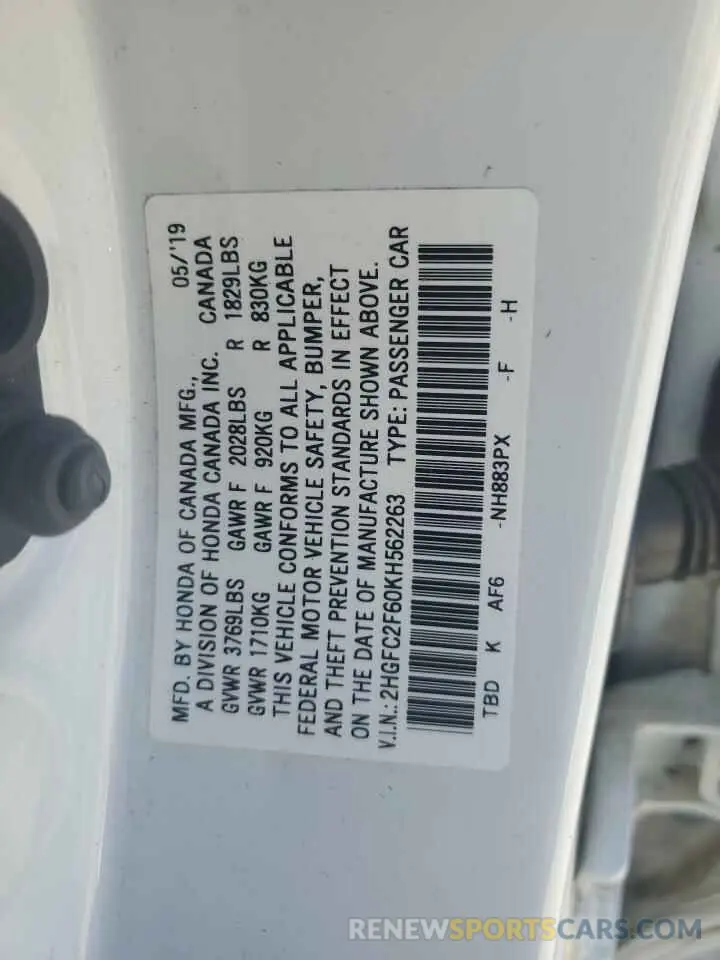 MFD. BY HONDA OF CANADA MFG., 05/'19
A DIVISION OF HONDA CANADA INC. CANADA
GVWR 3769LBS GAWR F 2028LBS R 1829LBS
GVWR 1710KG GAWR F 920KG R 830KG
THIS VEHICLE CONFORMS TO ALL APPLICABLE
FEDERAL MOTOR VEHICLE SAFETY, BUMPER,
AND THEFT PREVENTION STANDARDS IN EFFECT
ON THE DATE OF MANUFACTURE SHOWN ABOVE.
V.I.N.: 2HGFC2F60KH562263 TYPE: PASSENGER CAR
TBD K AF6 -NH883PX -F -H
RENEWSPORTSCARS.COM